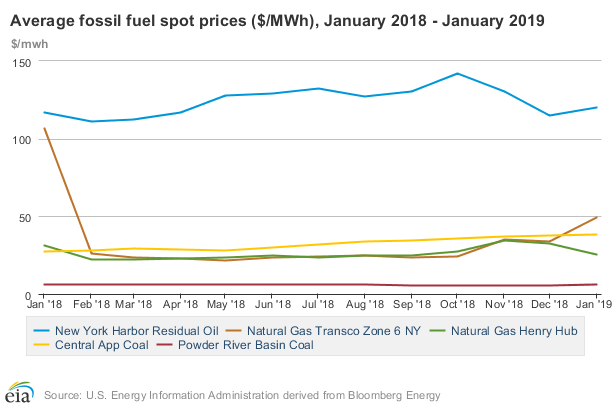 Average fossil fuel spot prices ($/MWh), January 2018 - January 2019
$/mwh
150
100
50
0
Jan '18 Feb '18 Mar '18 Apr '18 May '18 Jun '18 Jul '18 Aug '18 Sep '18 Oct '18 Nov '18 Dec '18 Jan '19
New York Harbor Residual Oil Natural Gas Transco Zone 6 NY Natural Gas Henry Hub
Central App Coal Powder River Basin Coal
eia Source: U.S. Energy Information Administration derived from Bloomberg Energy